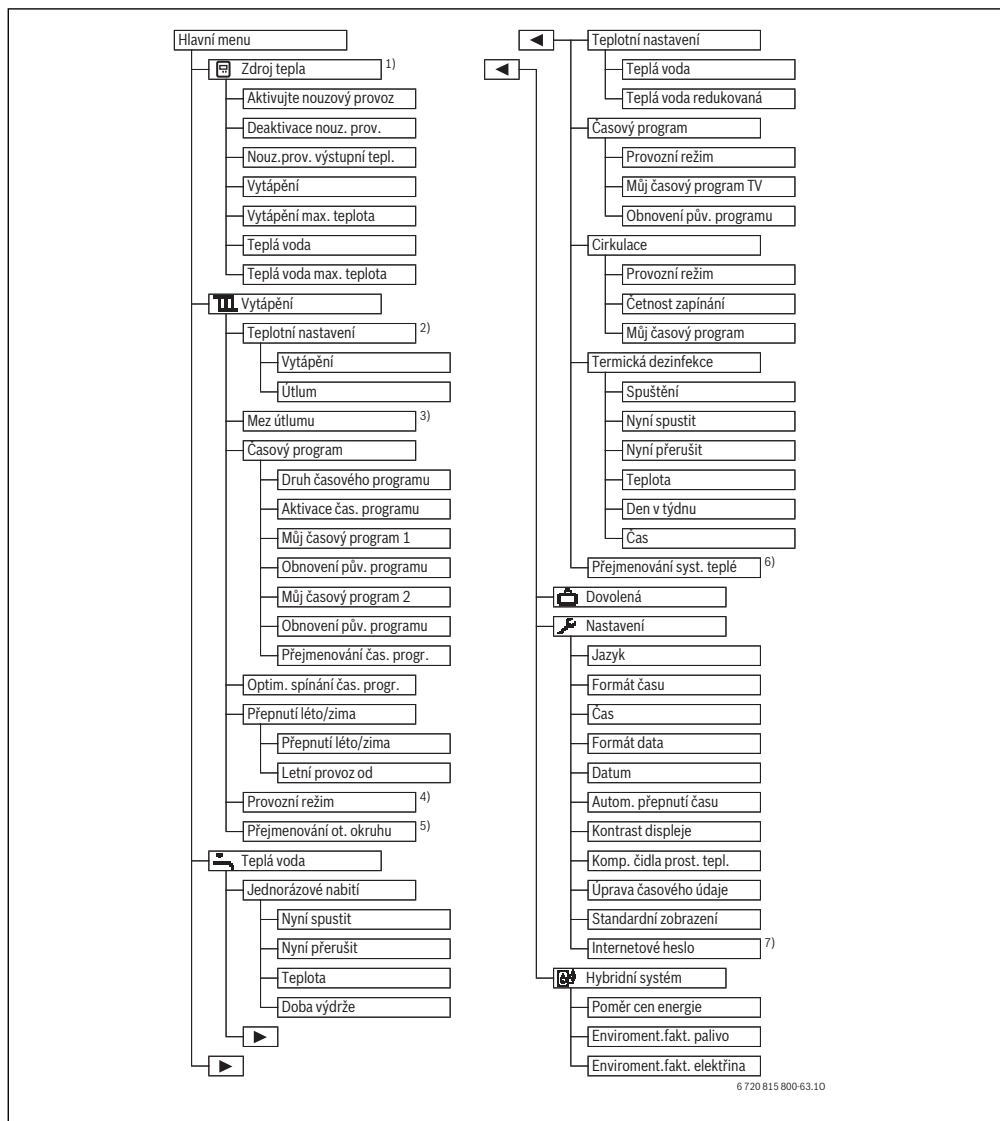 Hlavní menu
Zdroj tepla 1)
Aktivujte nouzový provoz
Deaktivace nouz. prov.
Nouz.prov. výstupní tepl.
Vytápění
Vytápění max. teplota
Teplá voda
Teplá voda max. teplota
Vytápění
Teplotní nastavení 2)
Vytápění
Útlum
Mez útlumu 3)
Časový program
Druh časového programu
Aktivace čas. programu
Můj časový program 1
Obnovení pův. programu
Můj časový program 2
Obnovení pův. programu
Přejmenování čas. progr.
Optim. spínání čas. progr.
Přepnutí léto/zima
Přepnutí léto/zima
Letní provoz od
Provozní režim 4)
Přejmenování ot. okruhu 5)
Teplá voda
Jednorázové nabití
Nyní spustit
Nyní přerušit
Teplota
Doba výdrže
Teplotní nastavení
Teplá voda
Teplá voda redukovaná
Časový program
Provozní režim
Můj časový program TV
Obnovení pův. programu
Cirkulace
Provozní režim
Četnost zapínání
Můj časový program
Termická dezinfekce
Spuštění
Nyní spustit
Nyní přerušit
Teplota
Den v týdnu
Čas
Přejmenování syst. teplé 6)
Dovolená
Nastavení
Jazyk
Formát času
Čas
Formát data
Datum
Autom. přepnutí času
Kontrast displeje
Komp. čidla prost. tepl.
Úprava časového údaje
Standardní zobrazení
Internetové heslo 7)
Hybridní systém
Poměr cen energie
Enviroment.fakt. palivo
Enviroment.fakt. elektřina
6 720 815 800-63.1O